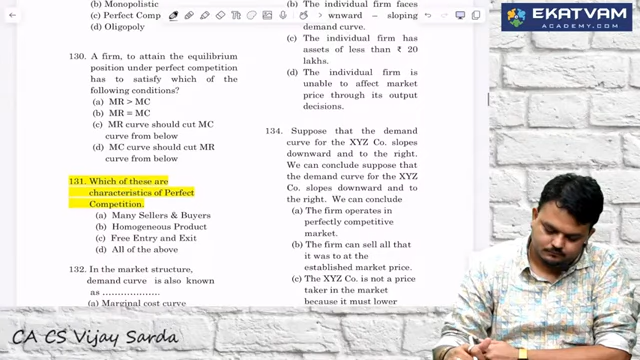 (b) Monopolistic
(c) Perfect Comp
(d) Oligopoly
130. A firm, to attain the equilibrium
position under perfect competition
has to satisfy which of the
following conditions?
(a) MR > MC
(b) MR = MC
(c) MR curve should cut MC
curve from below
(d) MC curve should cut MR
curve from below
131. Which of these are
characteristics of Perfect
Competition.
(a) Many Sellers & Buyers
(b) Homogeneous Product
(c) Free Entry and Exit
(d) All of the above
132. In the market structure,
demand curve is also known
as ...................
(a) Marginal cost curve
(b) The individual firm faces
wnward – sloping
demand curve.
(c) The individual firm has
assets of less than ₹ 20
lakhs.
(d) The individual firm is
unable to affect market
price through its output
decisions.
134. Suppose that the demand
curve for the XYZ Co. slopes
downward and to the right.
We can conclude suppose that
the demand curve for the XYZ
Co. slopes downward and to
the right. We can conclude
(a) The firm operates in
perfectly competitive
market.
(b) The firm can sell all that
it was to at the
established market price.
(c) The XYZ Co. is not a price
taker in the market
because it must lower
EKATVAM
ACADEMY.COM
CA CS Vijay Sarda